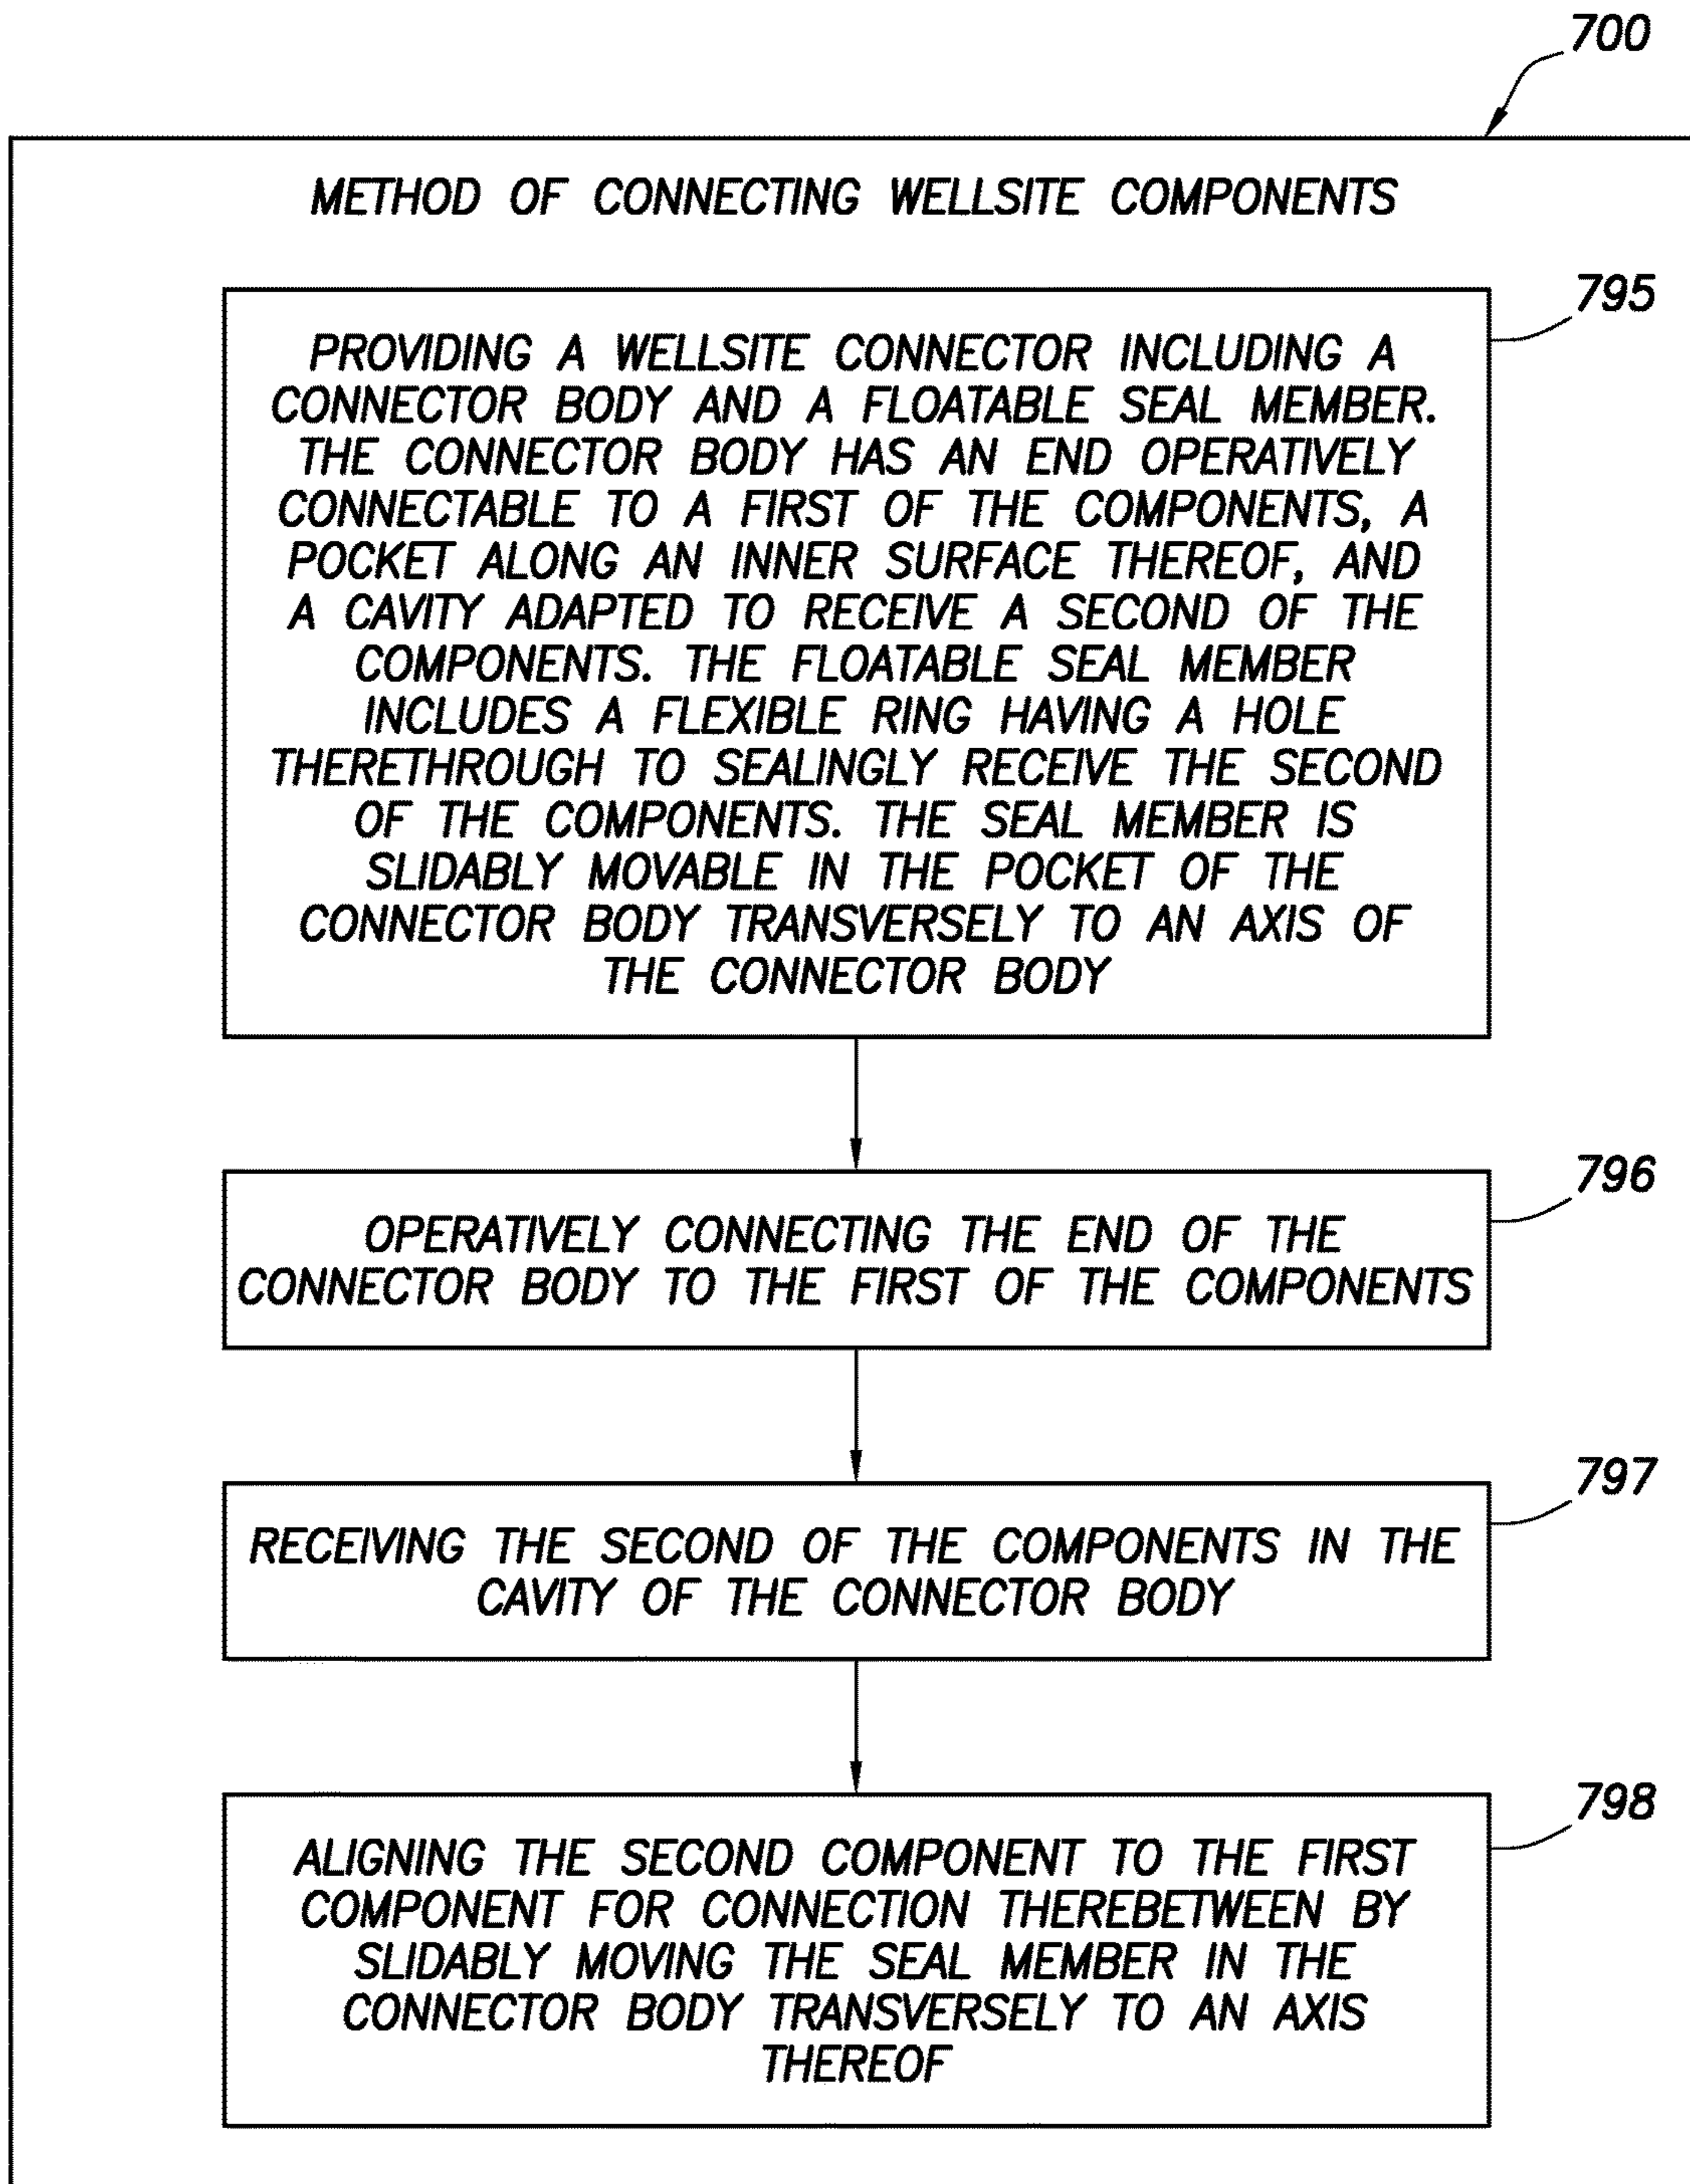 700
METHOD OF CONNECTING WELLSITE COMPONENTS
795
PROVIDING A WELLSITE CONNECTOR INCLUDING A
CONNECTOR BODY AND A FLOATABLE SEAL MEMBER.
THE CONNECTOR BODY HAS AN END OPERATIVELY
CONNECTABLE TO A FIRST OF THE COMPONENTS, A
POCKET ALONG AN INNER SURFACE THEREOF, AND
A CAVITY ADAPTED TO RECEIVE A SECOND OF THE
COMPONENTS. THE FLOATABLE SEAL MEMBER
INCLUDES A FLEXIBLE RING HAVING A HOLE
THERETHROUGH TO SEALINGLY RECEIVE THE SECOND
OF THE COMPONENTS. THE SEAL MEMBER IS
SLIDABLY MOVABLE IN THE POCKET OF THE
CONNECTOR BODY TRANSVERSELY TO AN AXIS OF
THE CONNECTOR BODY
796
OPERATIVELY CONNECTING THE END OF THE
CONNECTOR BODY TO THE FIRST OF THE COMPONENTS
797
RECEIVING THE SECOND OF THE COMPONENTS IN THE
CAVITY OF THE CONNECTOR BODY
798
ALIGNING THE SECOND COMPONENT TO THE FIRST
COMPONENT FOR CONNECTION THEREBETWEEN BY
SLIDABLY MOVING THE SEAL MEMBER IN THE
CONNECTOR BODY TRANSVERSELY TO AN AXIS
THEREOF